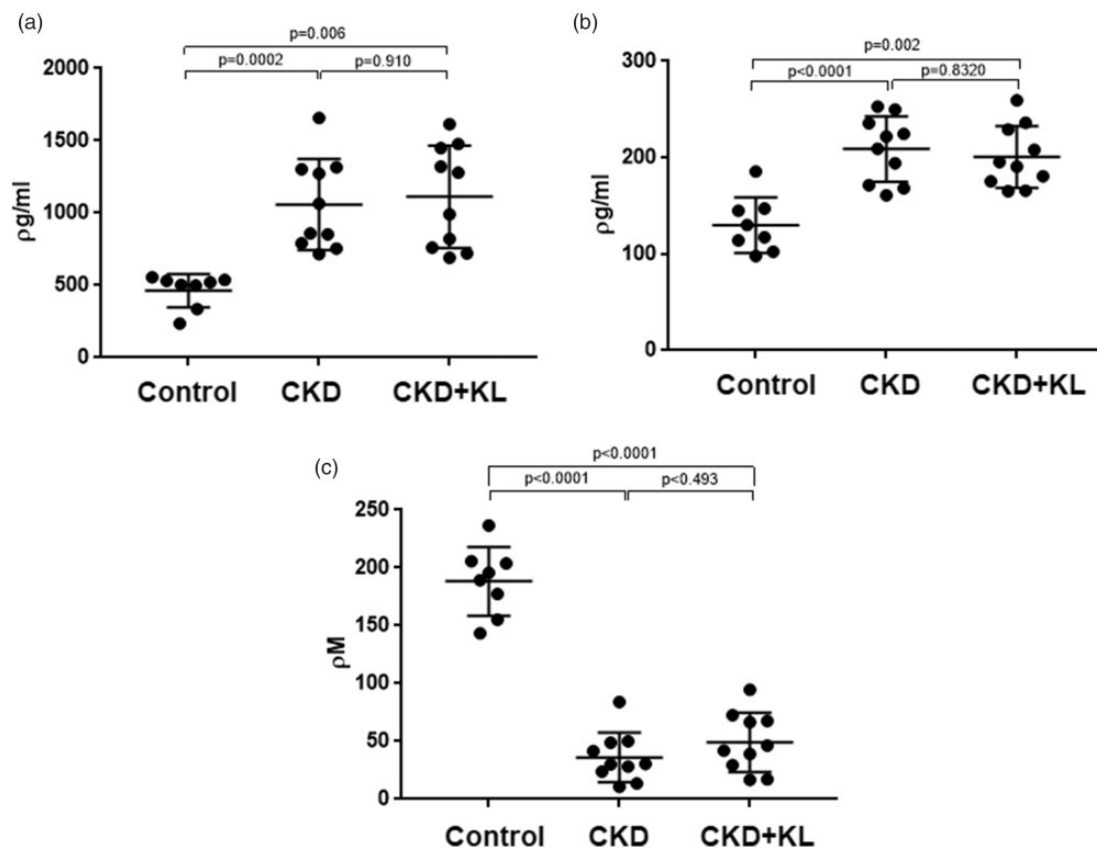 (a)
p=0.006
p=0.0002
p=0.910
2000
1500
1000
500
0
ρg/ml
Control
CKD
CKD+KL
(b)
p=0.002
p<0.0001
p=0.8320
300
200
100
0
ρg/ml
Control
CKD
CKD+KL
(c)
p<0.0001
p<0.0001
p<0.493
250
200
150
100
50
0
ρM
Control
CKD
CKD+KL